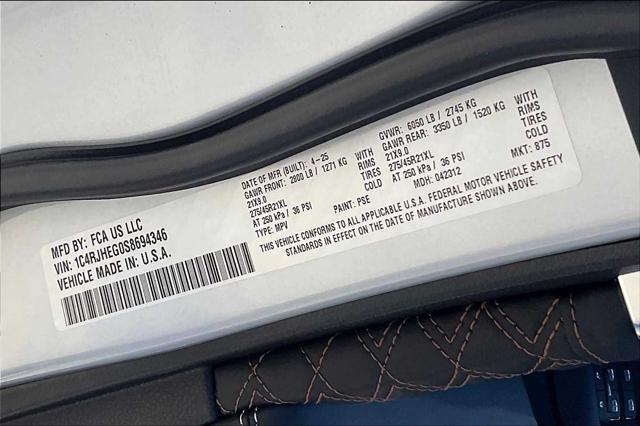 MFD BY: FCA US LLC
VIN: 1C4RJHEG0S8694346
VEHICLE MADE IN: U.S.A.
DATE OF MFR (BUILT): 4-25
GVWR: 6050 LB / 2745 KG
GAWR FRONT: 2800 LB / 1271 KG WITH
GAWR REAR: 3350 LB / 1520 KG WITH
21X9.0 RIMS
21X9.0 RIMS
275/45R21XL TIRES
275/45R21XL TIRES
AT 250 kPa / 36 PSI COLD
AT 250 kPa / 36 PSI COLD
TYPE: MPV PAINT: PSE MDH: 042312 MKT: 875
THIS VEHICLE CONFORMS TO ALL APPLICABLE U.S.A. FEDERAL MOTOR VEHICLE SAFETY
STANDARDS IN EFFECT ON THE DATE OF MANUFACTURE SHOWN ABOVE.